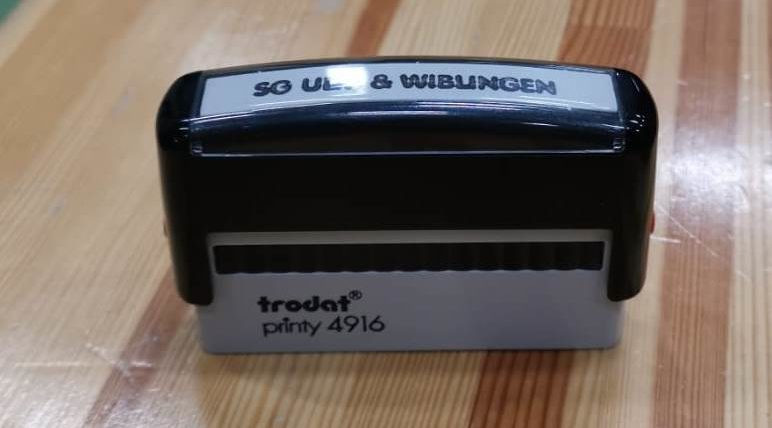 SG & WIBLINGEN
trodat®
printy 4916